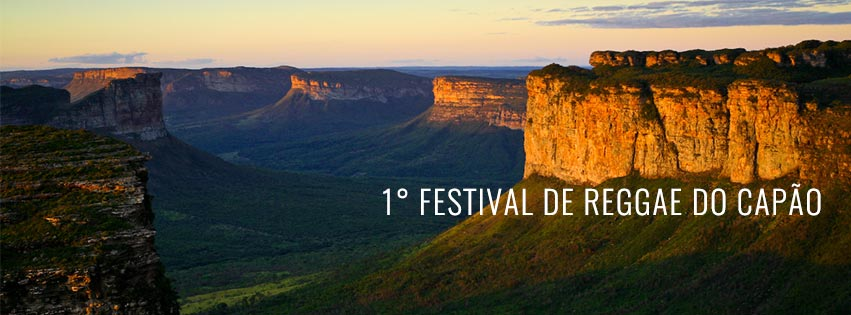 1° FESTIVAL DE REGGAE DO CAPÃO